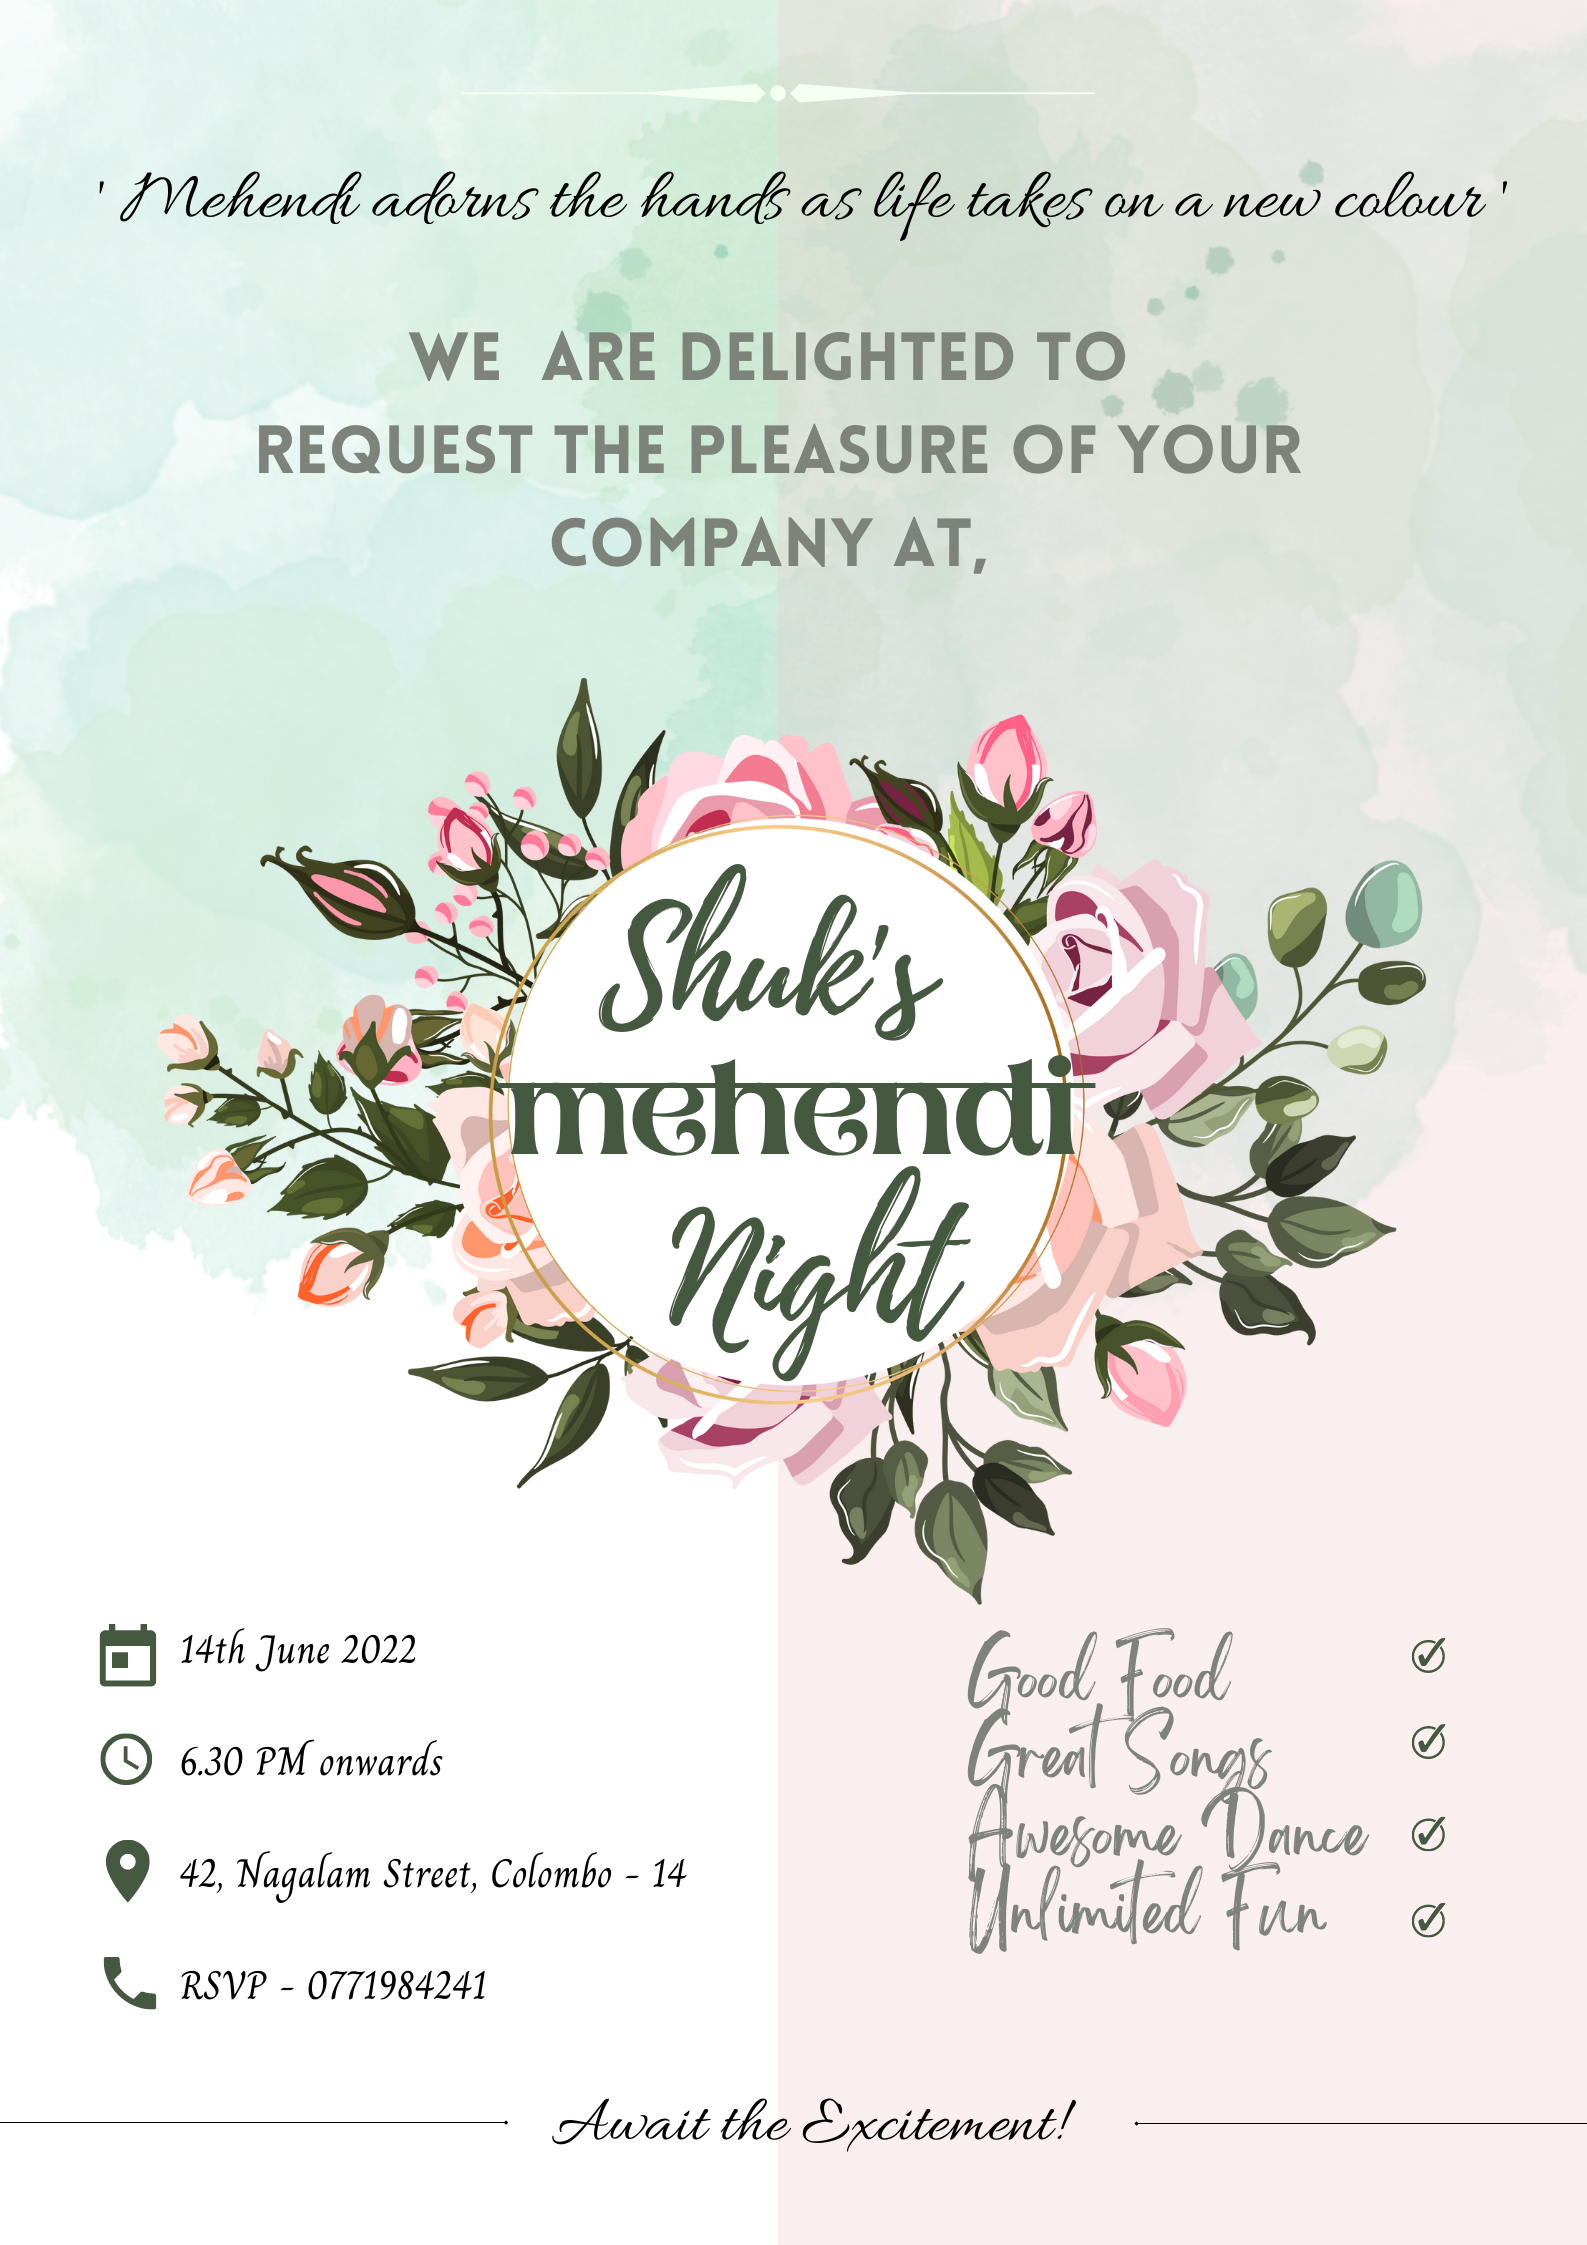 ' Mehendi adorns the hands as life takes on a new colour '
WE ARE DELIGHTED TO
REQUEST THE PLEASURE OF YOUR
COMPANY AT,
Shuk's
mehendi
Night
14th June 2022
6.30 PM onwards
42, Nagalam Street, Colombo - 14
RSVP - 0771984241
Good Food
Great Songs
Awesome Dance
Unlimited Fun
Await the Excitement!